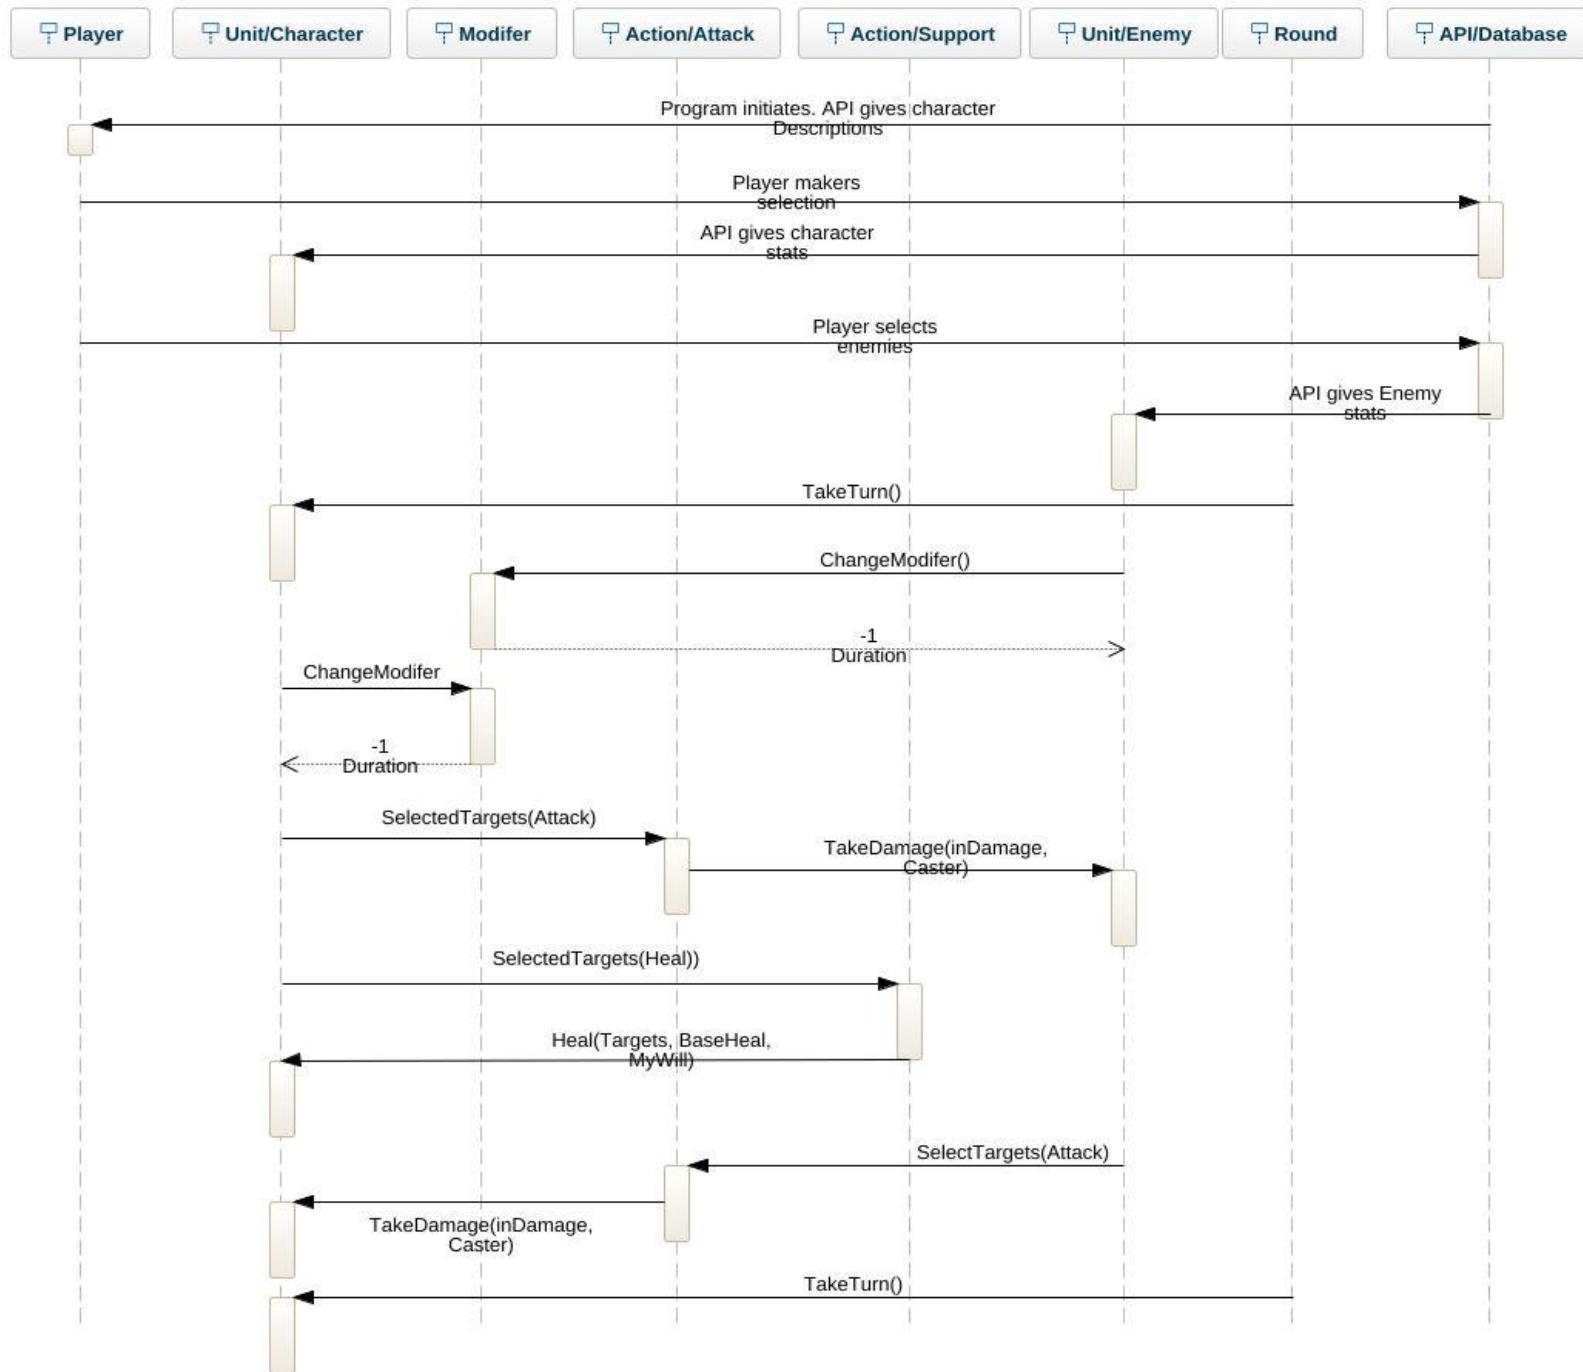 Player
Unit/Character
Modifer
Action/Attack
Action/Support
Unit/Enemy
Round
API/Database
Program initiates. API gives character
Descriptions
Player makers
selection
API gives character
stats
Player selects
enemies
API gives Enemy
stats
TakeTurn()
ChangeModifer()
-1
Duration
ChangeModifer
-1
Duration
SelectedTargets(Attack)
TakeDamage(inDamage,
Caster)
SelectedTargets(Heal))
Heal(Targets, BaseHeal,
MyWill)
SelectTargets(Attack)
TakeDamage(inDamage,
Caster)
TakeTurn()